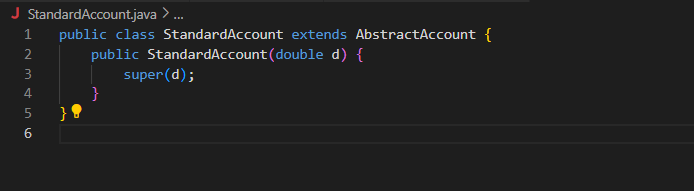 J StandardAccount.java > ...
1 public class StandardAccount extends AbstractAccount {
2     public StandardAccount(double d) {
3         super(d);
4     }
5 }
6